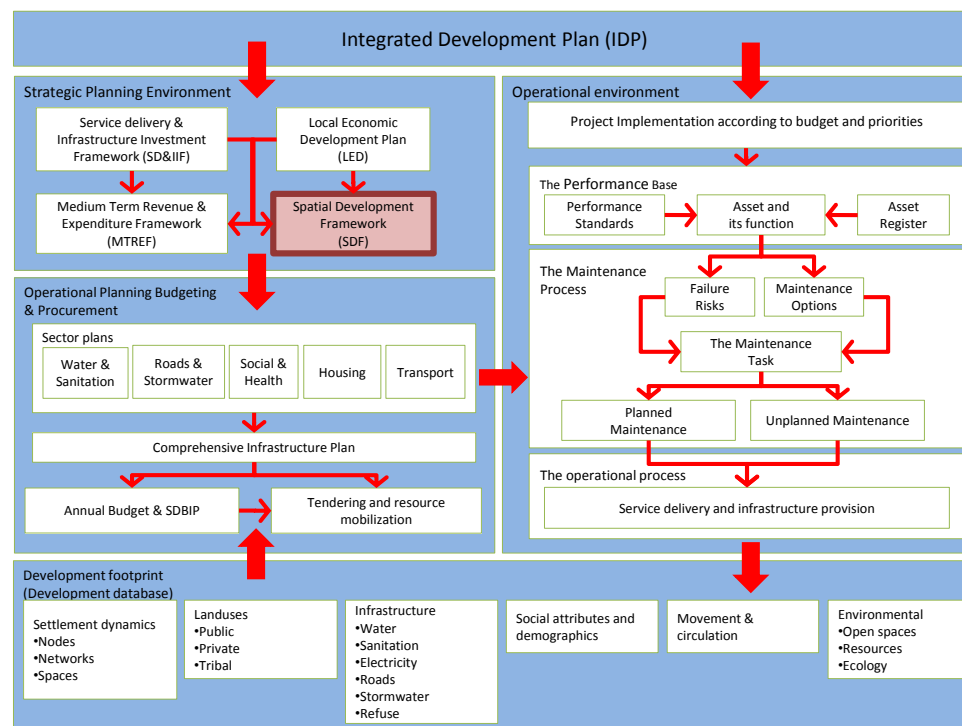 Integrated Development Plan (IDP)
Strategic Planning Environment
Service delivery &
Infrastructure Investment
Framework (SD&IIF)
Local Economic
Development Plan
(LED)
Medium Term Revenue &
Expenditure Framework
(MTREF)
Spatial Development
Framework
(SDF)
Operational Planning Budgeting
& Procurement
Sector plans
Water &
Sanitation
Roads &
Stormwater
Social &
Health
Housing
Transport
Comprehensive Infrastructure Plan
Annual Budget & SDBIP
Tendering and resource
mobilization
Operational environment
Project Implementation according to budget and priorities
The Performance Base
Performance
Standards
Asset and
its function
Asset
Register
The Maintenance
Process
Failure
Risks
Maintenance
Options
The Maintenance
Task
Planned
Maintenance
Unplanned Maintenance
The operational process
Service delivery and infrastructure provision
Development footprint
(Development database)
Settlement dynamics
•Nodes
•Networks
•Spaces
Landuses
•Public
•Private
•Tribal
Infrastructure
•Water
•Sanitation
•Electricity
•Roads
•Stormwater
•Refuse
Social attributes and
demographics
Movement &
circulation
Environmental
•Open spaces
•Resources
•Ecology